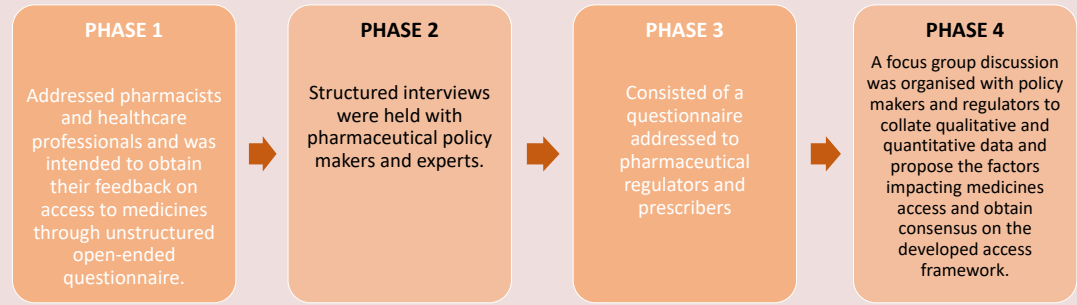 PHASE 1
Addressed pharmacists
and healthcare
professionals and was
intended to obtain
their feedback on
access to medicines
through unstructured
open-ended
questionnaire.
PHASE 2
Structured interviews
were held with
pharmaceutical policy
makers and experts.
PHASE 3
Consisted of a
questionnaire
addressed to
pharmaceutical
regulators and
prescribers
PHASE 4
A focus group discussion
was organised with policy
makers and regulators to
collate qualitative and
quantitative data and
propose the factors
impacting medicines
access and obtain
consensus on the
developed access
framework.